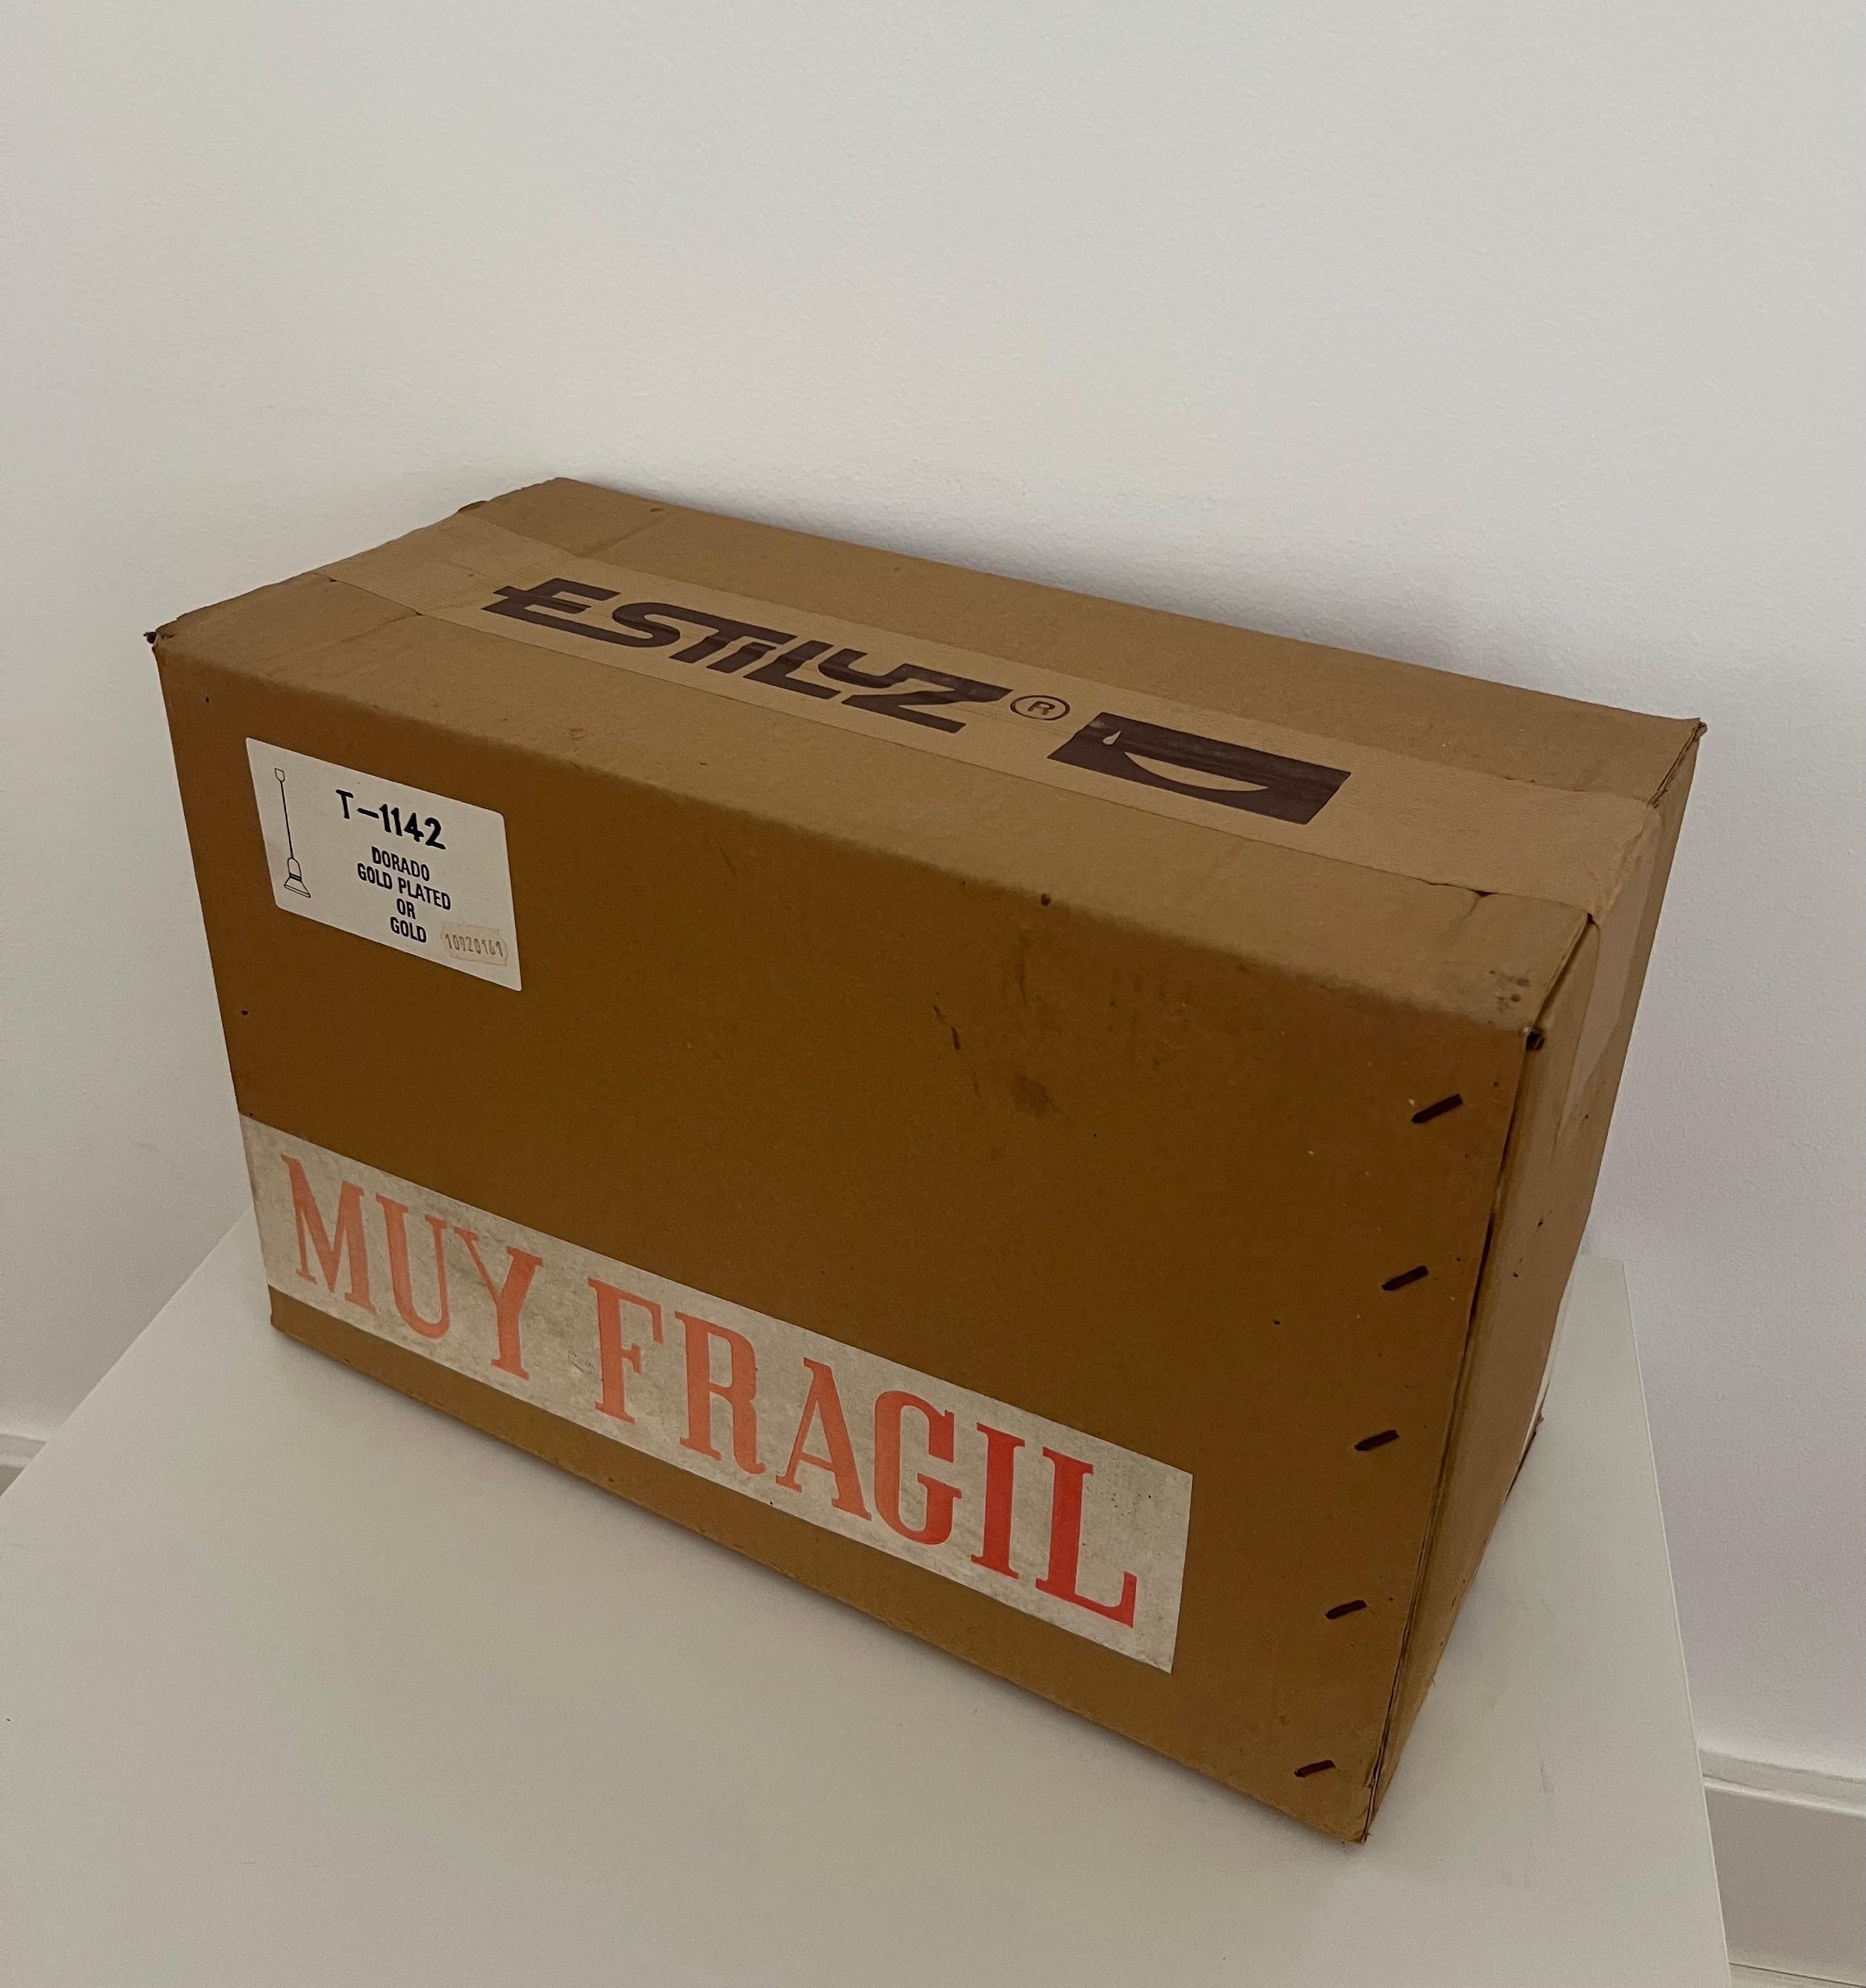 ESTILUZ®
T-1142
DORADO
GOLD PLATED
OR
GOLD
10920161
MUY FRAGIL